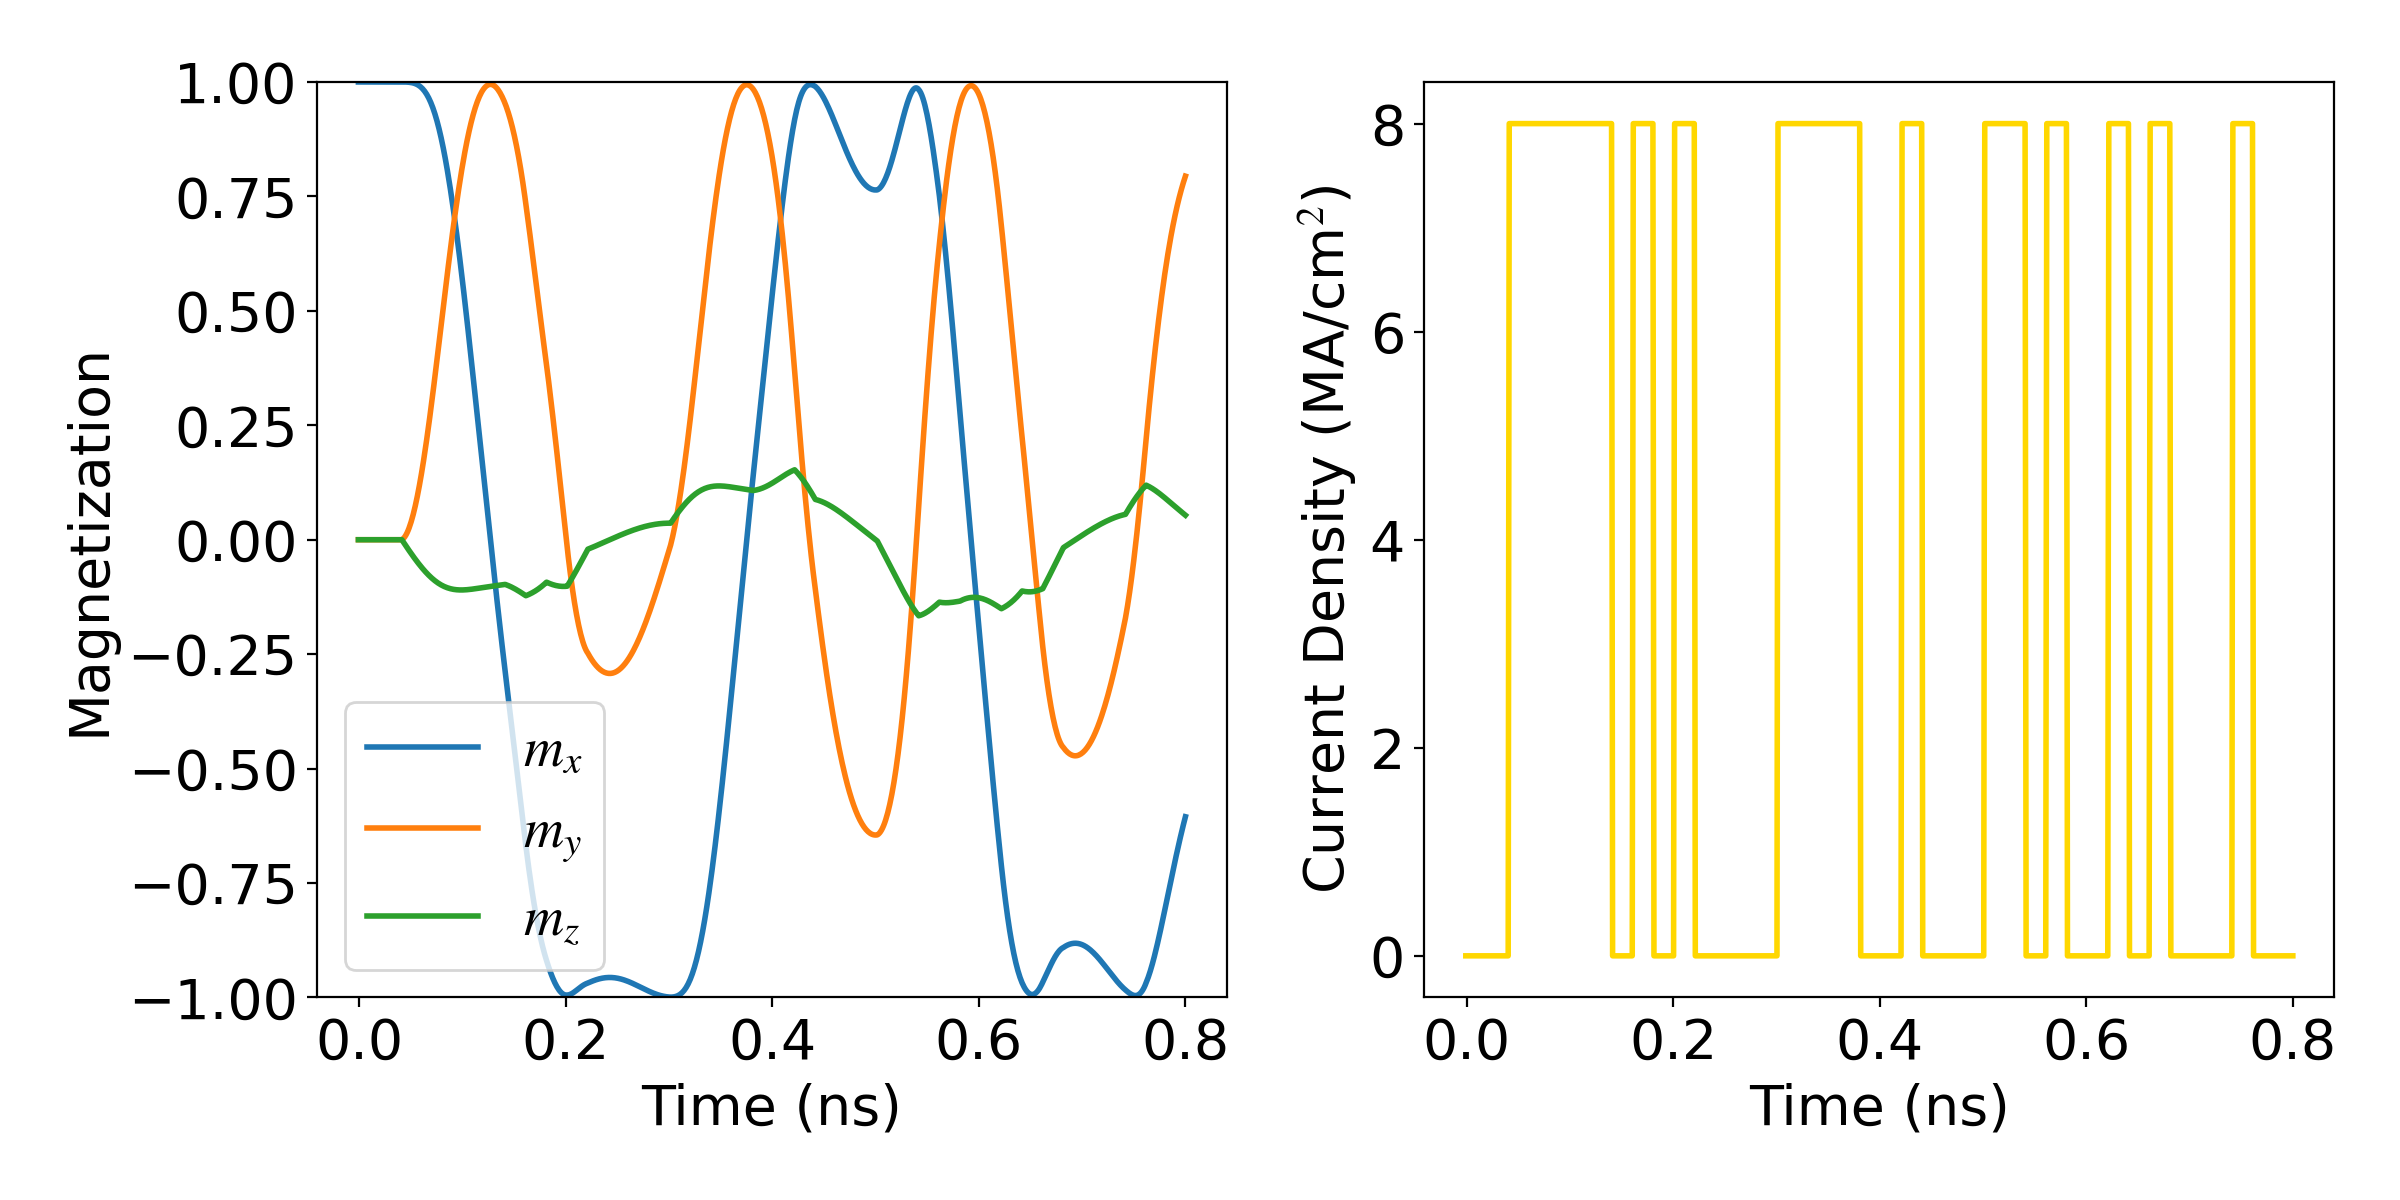 Magnetization
1.00
0.75
0.50
0.25
0.00
−0.25
−0.50
−0.75
−1.00
m_x
m_y
m_z
0.0 0.2 0.4 0.6 0.8
Time (ns)
Current Density (MA/cm²)
8
6
4
2
0
0.0 0.2 0.4 0.6 0.8
Time (ns)